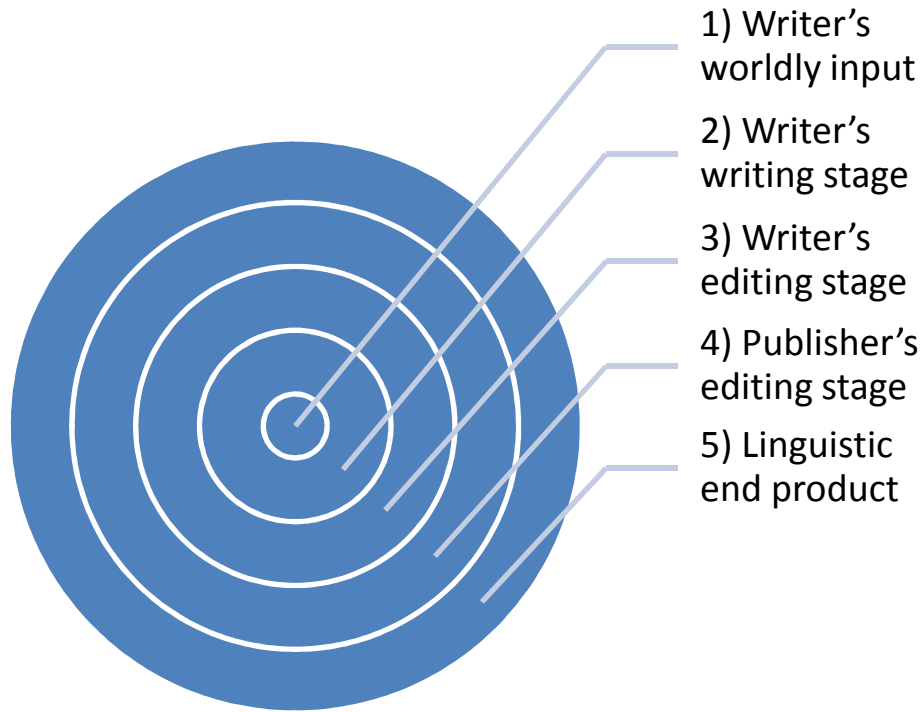 1) Writer’s
worldly input
2) Writer’s
writing stage
3) Writer’s
editing stage
4) Publisher’s
editing stage
5) Linguistic
end product